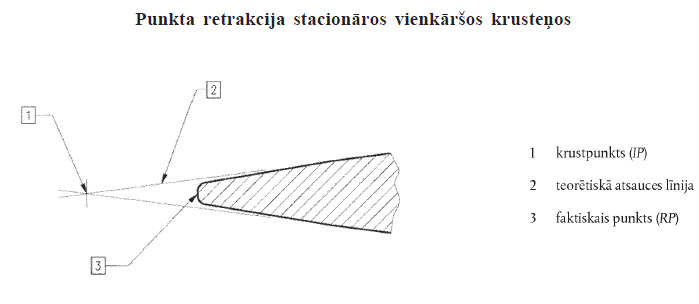 Punkta retrakcija stacionāros vienkāršos krusteņos
1
2
3
1 krustpunkts (IP)
2 teorētiskā atsauces līnija
3 faktiskais punkts (RP)